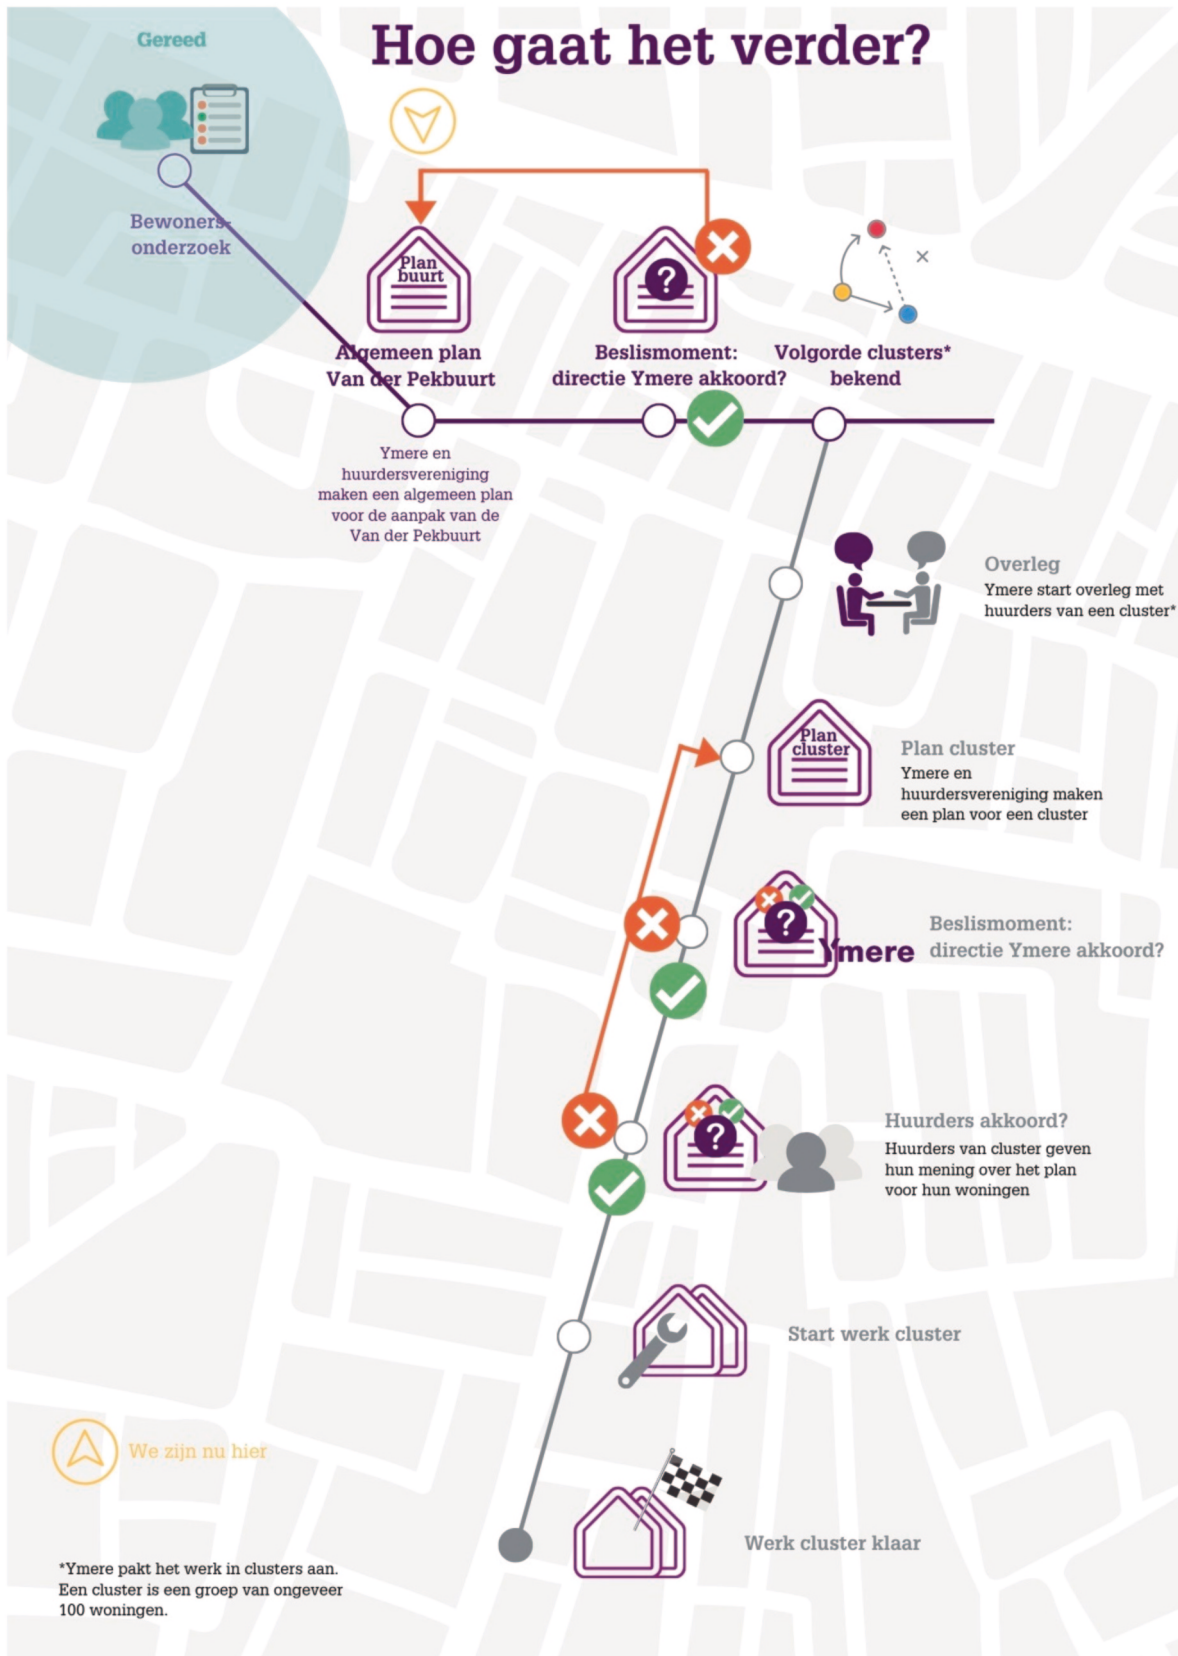 Hoe gaat het verder?
Gereed
Bewoners-
onderzoek
Plan
buurt
?
Algemeen plan
Van der Pekbuurt
Beslismoment:
directie Ymere akkoord?
Volgorde clusters*
bekend
Ymere en
huurdersvereniging
maken een algemeen plan
voor de aanpak van de
Van der Pekbuurt
Overleg
Ymere start overleg met
huurders van een cluster*
Plan
cluster
Plan cluster
Ymere en
huurdersvereniging maken
een plan voor een cluster
?
Ymere
Beslismoment:
directie Ymere akkoord?
?
Huurders akkoord?
Huurders van cluster geven
hun mening over het plan
voor hun woningen
Start werk cluster
We zijn nu hier
Werk cluster klaar
*Ymere pakt het werk in clusters aan.
Een cluster is een groep van ongeveer
100 woningen.